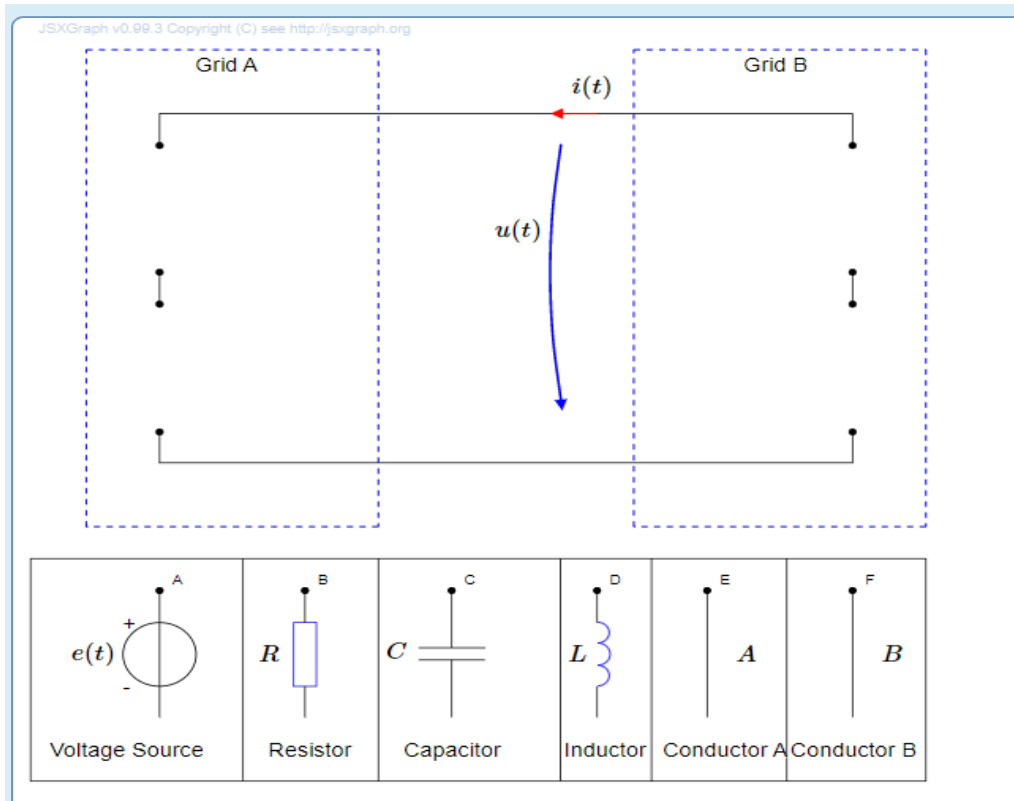 JSXGraph v0.99.3 Copyright (C) see http://jsxgraph.org
Grid A
Grid B
i(t)
u(t)
A
B
C
D
E
F
+
e(t)
-
R
C
L
A
B
Voltage Source
Resistor
Capacitor
Inductor
Conductor A
Conductor B